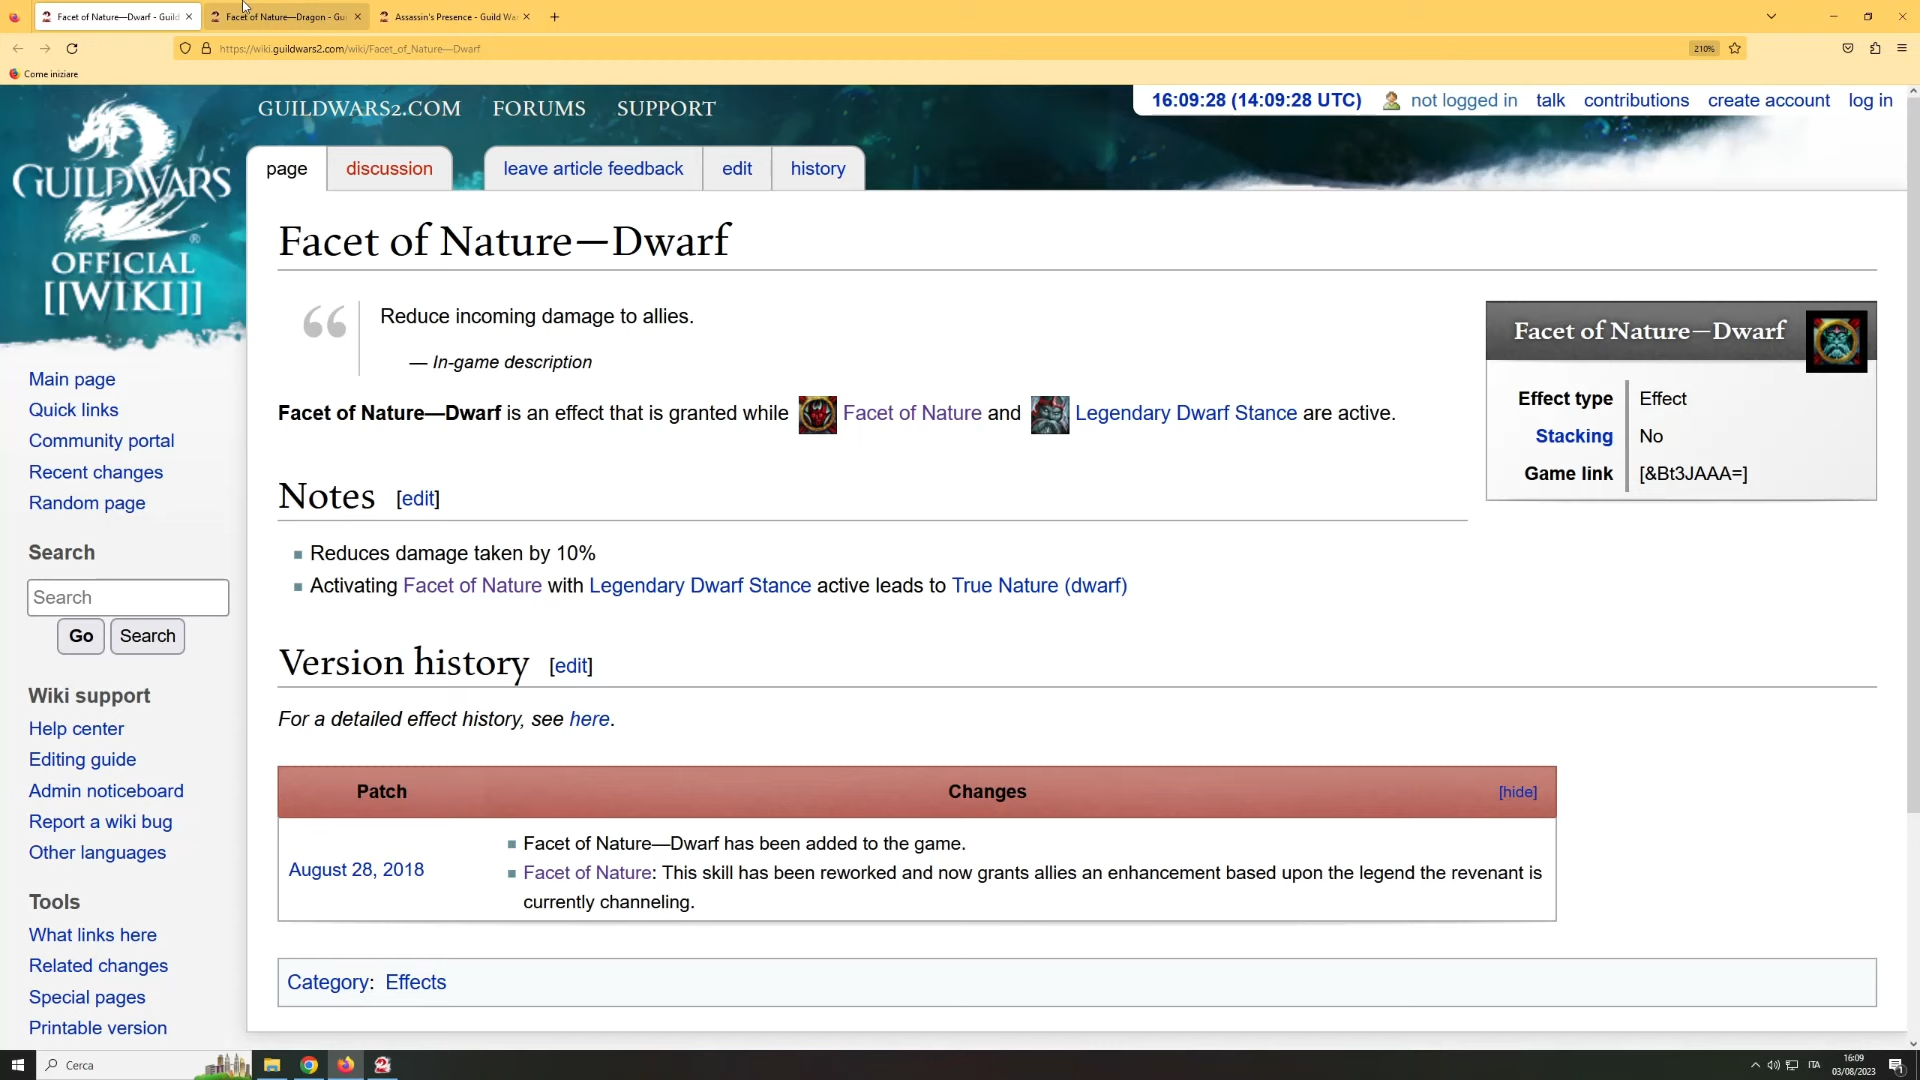 Facet of Nature—Dwarf - Guild
Facet of Nature—Dragon - Gu
Assassin's Presence - Guild Wa
https://wiki.guildwars2.com/wiki/Facet_of_Nature—Dwarf
210%
Come iniziare
GUILDWARS2.COM FORUMS SUPPORT
16:09:28 (14:09:28 UTC) not logged in talk contributions create account log in
GUILDWARS
OFFICIAL
[[WIKI]]
page discussion leave article feedback edit history
Facet of Nature—Dwarf
Reduce incoming damage to allies.
— In-game description
Facet of Nature—Dwarf is an effect that is granted while Facet of Nature and Legendary Dwarf Stance are active.
Facet of Nature—Dwarf
Effect type Effect
Stacking No
Game link [&Bt3JAAA=]
Notes [edit]
Reduces damage taken by 10%
Activating Facet of Nature with Legendary Dwarf Stance active leads to True Nature (dwarf)
Version history [edit]
For a detailed effect history, see here.
Patch Changes [hide]
August 28, 2018
Facet of Nature—Dwarf has been added to the game.
Facet of Nature: This skill has been reworked and now grants allies an enhancement based upon the legend the revenant is
currently channeling.
Category: Effects
Main page
Quick links
Community portal
Recent changes
Random page
Search
Search
Go Search
Wiki support
Help center
Editing guide
Admin noticeboard
Report a wiki bug
Other languages
Tools
What links here
Related changes
Special pages
Printable version
Cerca
ITA
16:09
03/08/2023